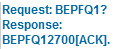 Request: BEPFQ1?
Response:
BEPFQ12700[ACK].